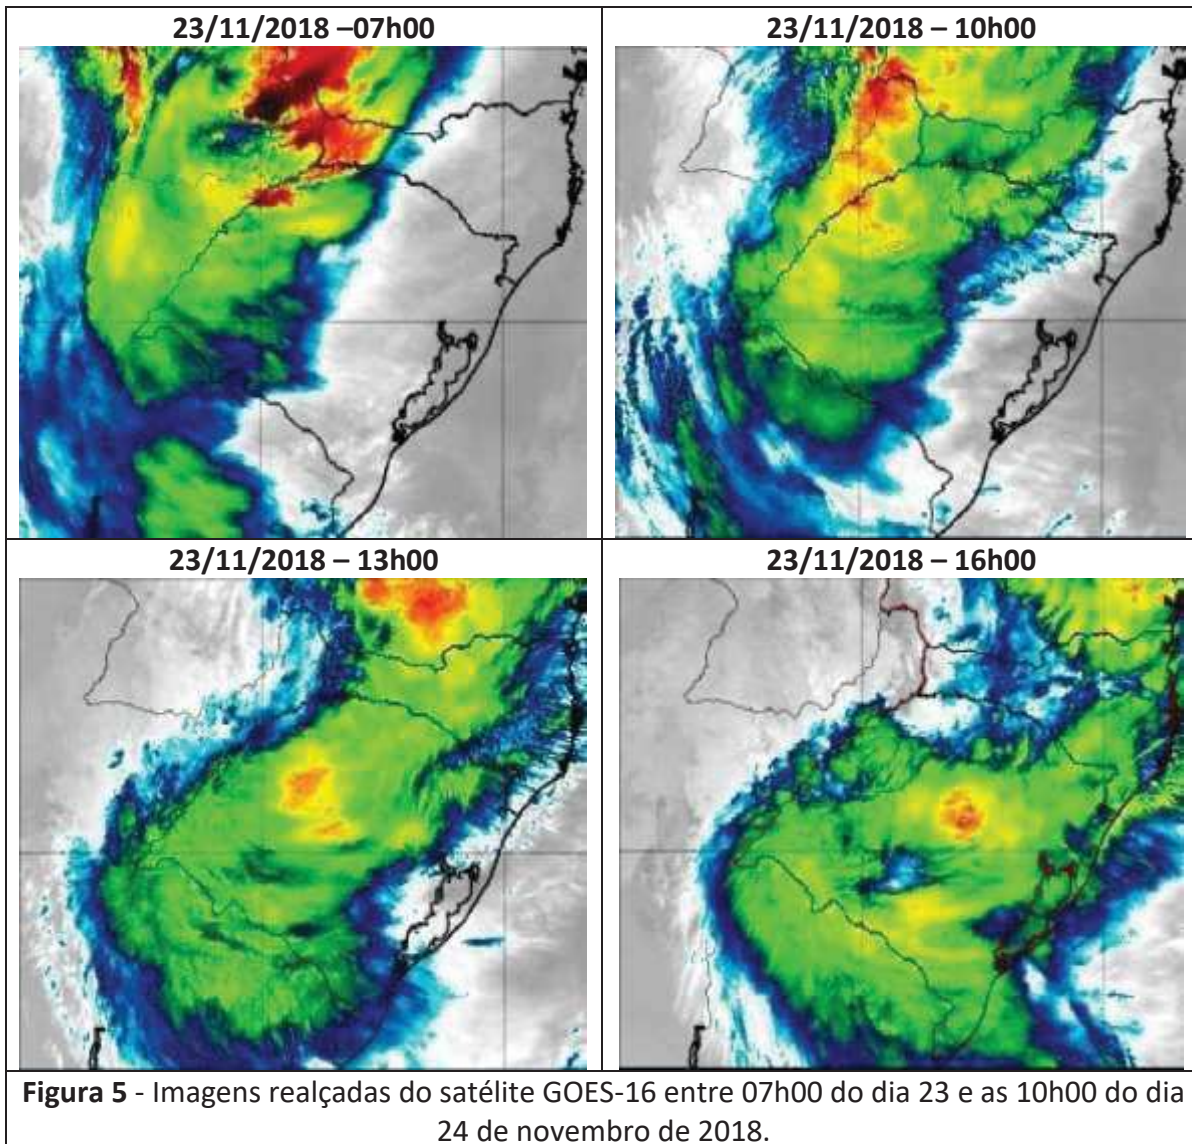 23/11/2018 –07h00
23/11/2018 – 10h00
23/11/2018 – 13h00
23/11/2018 – 16h00
Figura 5 - Imagens realçadas do satélite GOES-16 entre 07h00 do dia 23 e as 10h00 do dia
24 de novembro de 2018.